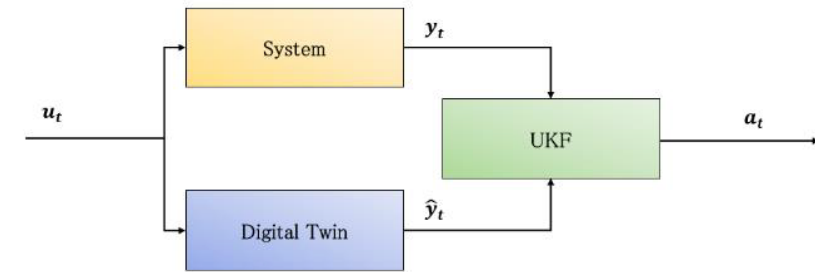 System
y_t
u_t
UKF
a_t
Digital Twin
ŷ_t